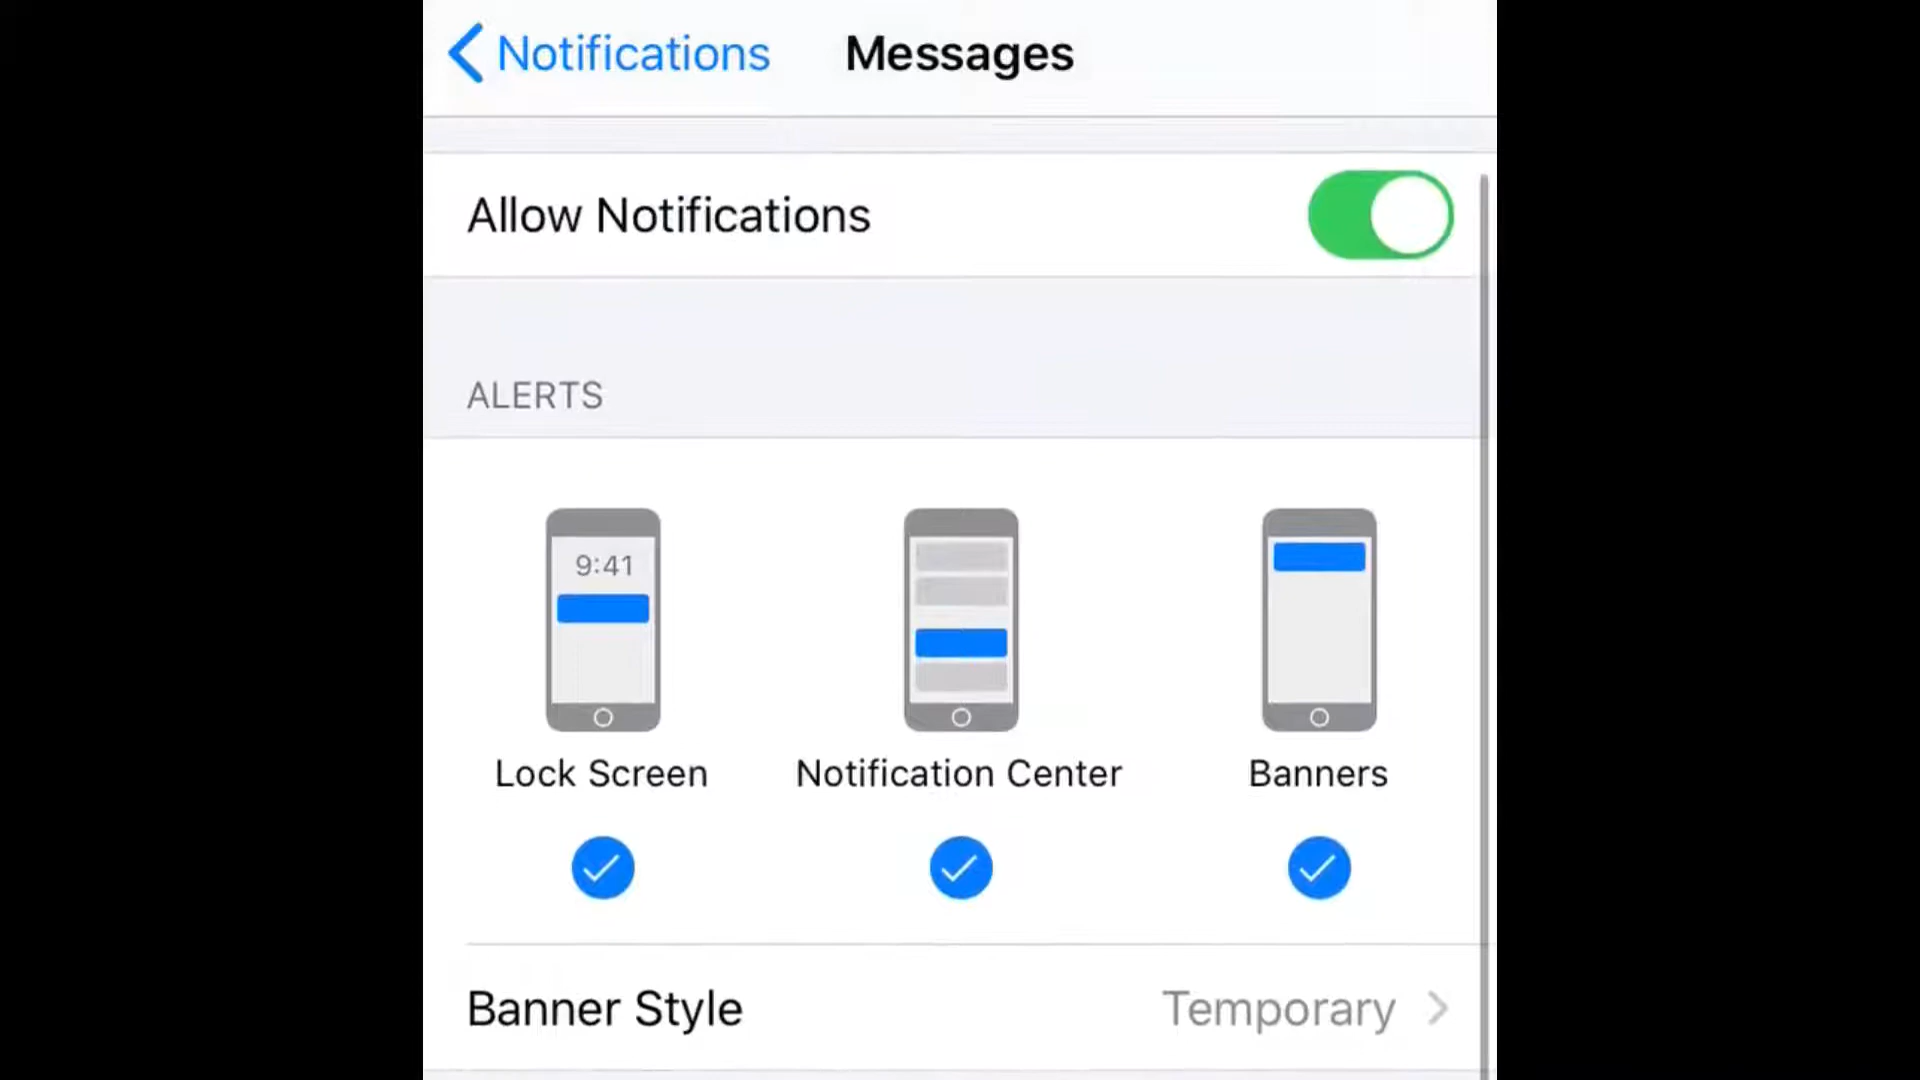 Notifications Messages
Allow Notifications
ALERTS
9:41
Lock Screen Notification Center Banners
Banner Style Temporary